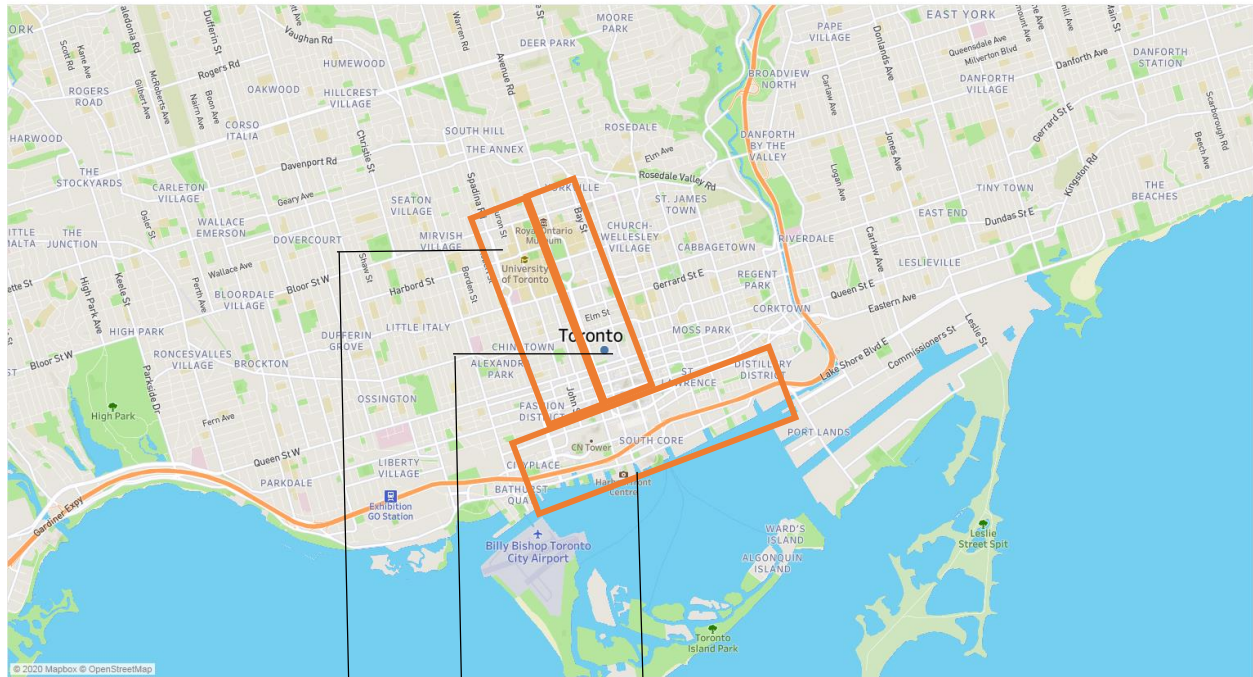 EAST YORK
MOORE
PARK
PAPE
VILLAGE
DEER PARK
Dufferin St
Vaughan Rd
Warren Rd
Avenue Rd
Donlands Ave
Queensdale Ave
Milverton Blvd
Danforth Ave
Main St
DANFORTH
STATION
Scott Rd
Kane Ave
Caledonia Rd
McRoberts Ave
Gilbert Ave
Nairn Ave
Boon Ave
Rogers Rd
HUMEWOOD
BROADVIEW
NORTH
Carlaw Ave
DANFORTH
VILLAGE
ROGERS
ROAD
OAKWOOD
HILLCREST
VILLAGE
Scarborough Rd
Beech Ave
HARWOOD
CORSO
ITALIA
Christie St
SOUTH HILL
ROSEDALE
DANFORTH
BY THE
VALLEY
Jones Ave
Gerrard St E
THE ANNEX
Elm Ave
Davenport Rd
Rosedale Valley Rd
THE
STOCKYARDS
CARLETON
VILLAGE
Geary Ave
SEATON
VILLAGE
Spadina Rd
Huron St
YORKVILLE
Bay St
ST. JAMES
TOWN
Logan Ave
TINY TOWN
Kingston Rd
THE
BEACHES
Osler St
WALLACE
EMERSON
DOVERCOURT
MIRVISH
VILLAGE
Royal Ontario
Museum
CHURCH-
WELLESLEY
VILLAGE
CABBAGETOWN
RIVERDALE
EAST END
Dundas St E
THE
JUNCTION
Wallace Ave
Shaw St
University
of Toronto
Carlaw Ave
LESLIEVILLE
High Park Ave
Keele St
Perth Ave
BLOORDALE
VILLAGE
Bloor St W
Harbord St
Borden St
Gerrard St E
REGENT
PARK
Queen St E
Eastern Ave
HIGH PARK
DUFFERIN
GROVE
LITTLE ITALY
Elm St
CORKTOWN
MOSS PARK
Leslie St
Toronto
Bloor St W
RONCESVALLES
VILLAGE
BROCKTON
CHINATOWN
ALEXANDRA
PARK
Commissioners St
Lake Shore Blvd E
Parkside Dr
OSSINGTON
ST.
LAWRENCE
DISTILLERY
DISTRICT
High Park
Fern Ave
FASHION
DISTRICT
John St
CN Tower
SOUTH CORE
PORT LANDS
Queen St W
LIBERTY
VILLAGE
CITYPLACE
PARKDALE
BATHURST
QUAY
Harbourfront
Centre
Gardiner Expy
Exhibition
GO Station
WARD'S
ISLAND
Leslie
Street Spit
Billy Bishop Toronto
City Airport
ALGONQUIN
ISLAND
Toronto
Island Park
© 2020 Mapbox © OpenStreetMap